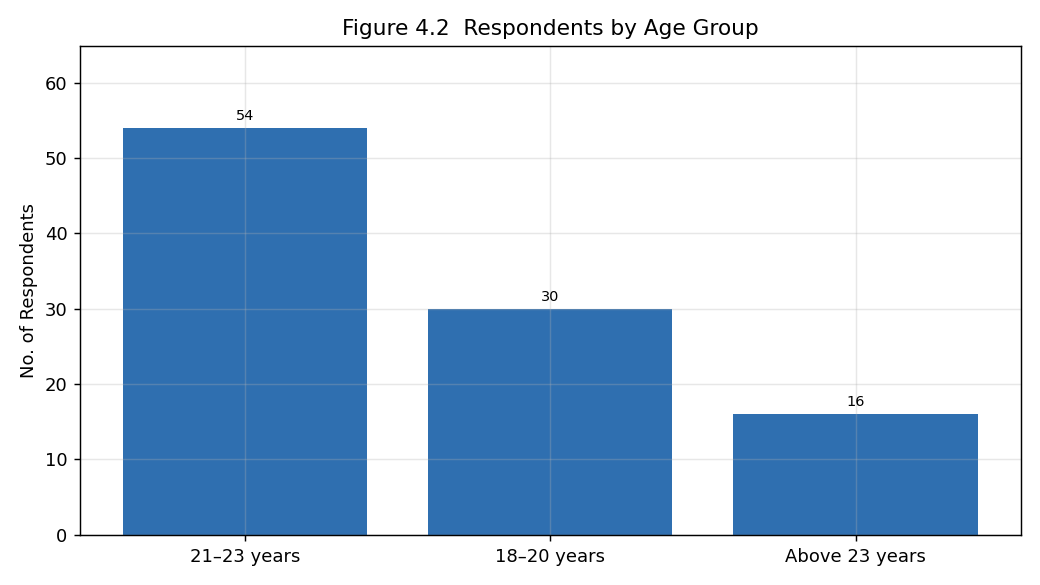 Figure 4.2  Respondents by Age Group
No. of Respondents
60
50
40
30
20
10
0
54
30
16
21–23 years
18–20 years
Above 23 years